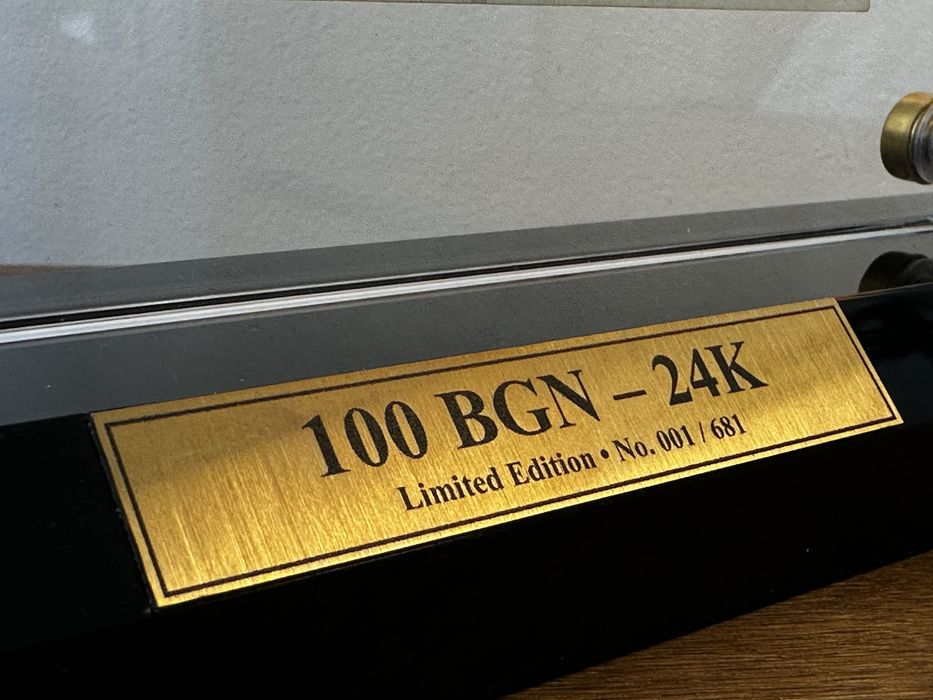 100 BGN – 24K
Limited Edition • No. 001 / 681